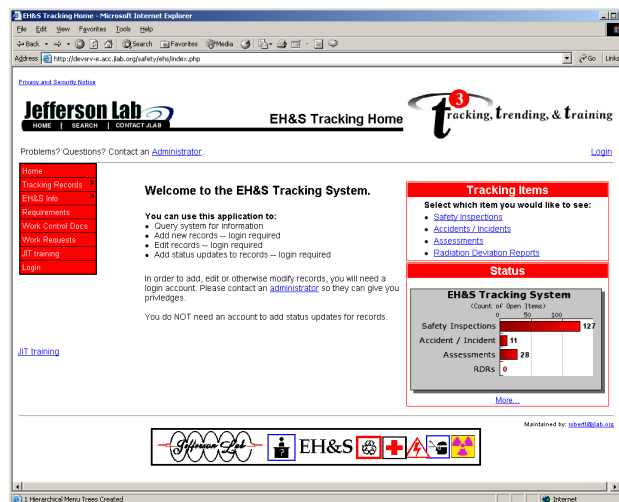 EH&S Tracking Home - Microsoft Internet Explorer
File Edit View Favorites Tools Help
Back Search Favorites Media
Address http://devsrv-e.acc.jlab.org/safety/ehs/index.php Go Links
Privacy and Security Notice
Jefferson Lab
HOME | SEARCH | CONTACT JLAB
EH&S Tracking Home
3
tracking, trending, & training
Problems? Questions? Contact an Administrator.
Login
Home
Tracking Records
EH&S Info
Requirements
Work Control Docs
Work Requests
JIT training
Login
JIT training
Welcome to the EH&S Tracking System.
You can use this application to:
• Query system for information
• Add new records -- login required
• Edit records -- login required
• Add status updates to records -- login required
In order to add, edit or otherwise modify records, you will need a
login account. Please contact an administrator so they can give you
privledges.
You do NOT need an account to add status updates for records.
Tracking Items
Select which item you would like to see:
• Safety Inspections
• Accidents / Incidents
• Assessments
• Radiation Deviation Reports
Status
EH&S Tracking System
(Count of Open Items)
0 50 100
Safety Inspections 127
Accident / Incident 11
Assessments 28
RDRs 0
More...
Maintained by: robertl@jlab.org
Jefferson Lab EH&S
1 Hierarchical Menu Trees Created
Internet